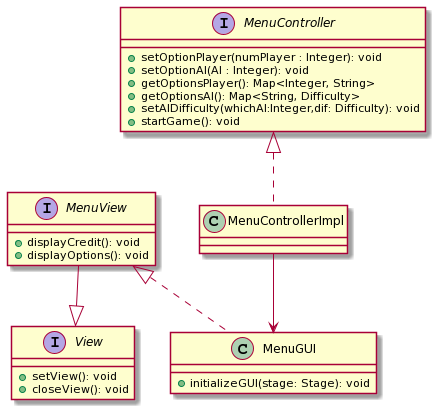 I MenuController
setOptionPlayer(numPlayer : Integer): void
setOptionAI(AI : Integer): void
getOptionsPlayer(): Map<Integer, String>
getOptionsAI(): Map<String, Difficulty>
setAIDifficulty(whichAI:Integer,dif: Difficulty): void
startGame(): void
I MenuView
displayCredit(): void
displayOptions(): void
C MenuControllerImpl
I View
setView(): void
closeView(): void
C MenuGUI
initializeGUI(stage: Stage): void